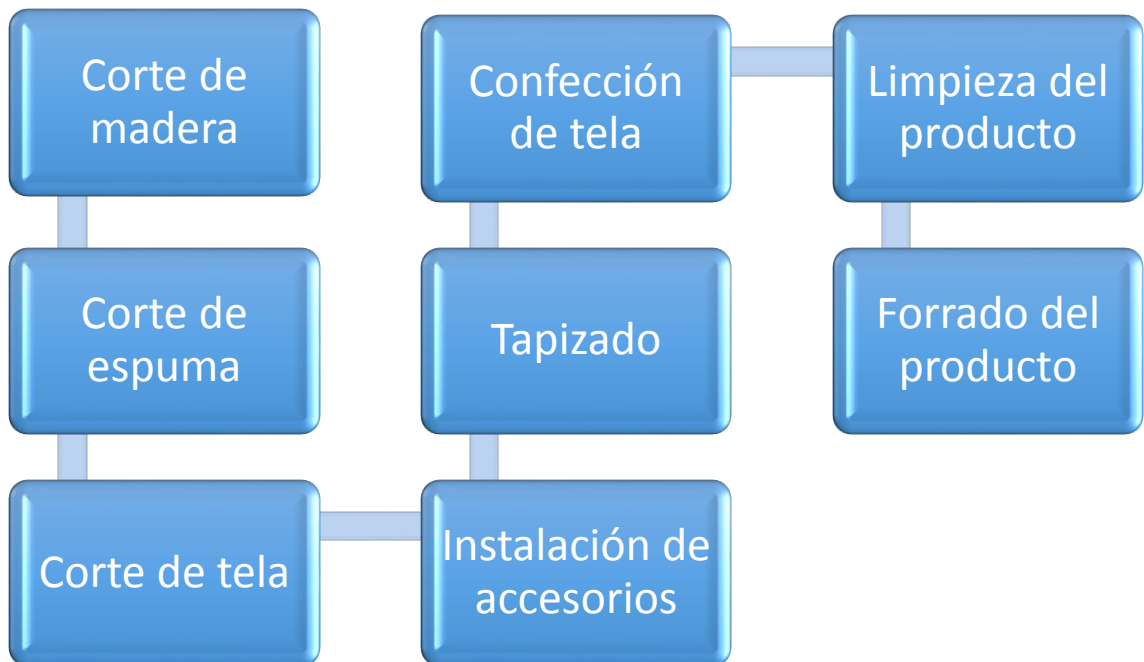 Corte de
madera
Corte de
espuma
Corte de tela
Instalación de
accesorios
Tapizado
Confección
de tela
Limpieza del
producto
Forrado del
producto